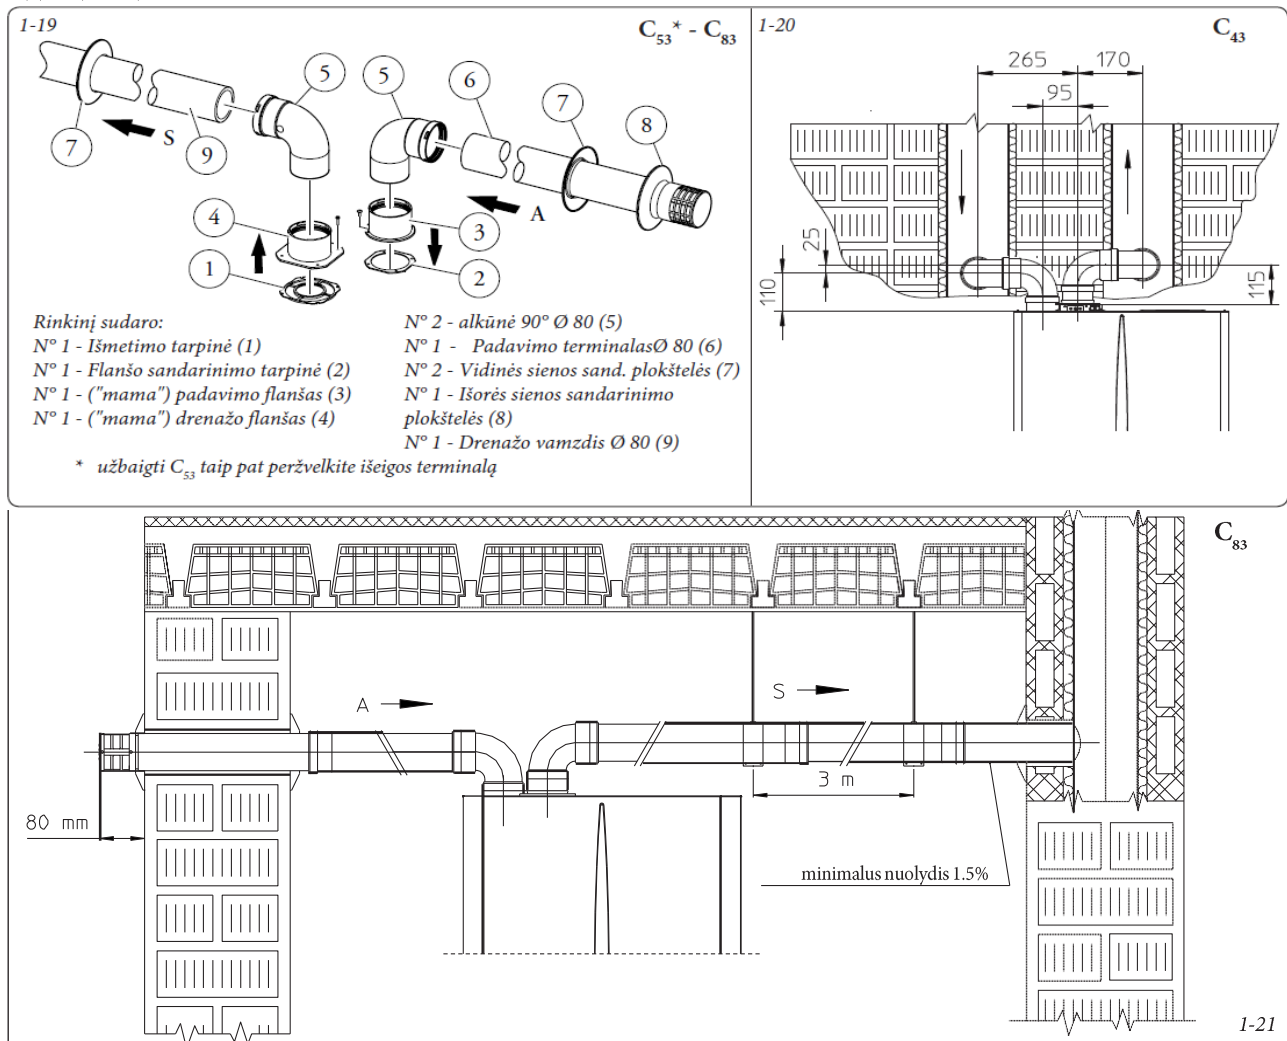 1-19
C53* - C83
5
5
6
7
8
7
S
9
A
4
3
1
2
Rinkinį sudaro:
N° 1 - Išmetimo tarpinė (1)
N° 1 - Flanšo sandarinimo tarpinė (2)
N° 1 - ("mama") padavimo flanšas (3)
N° 1 - ("mama") drenažo flanšas (4)
N° 2 - alkūnė 90° Ø 80 (5)
N° 1 - Padavimo terminalasØ 80 (6)
N° 2 - Vidinės sienos sand. plokštelės (7)
N° 1 - Išorės sienos sandarinimo
plokštelės (8)
N° 1 - Drenažo vamzdis Ø 80 (9)
* užbaigti C53 taip pat peržvelkite išeigos terminalą
1-20
C43
265
170
95
25
110
115
C83
A
S
3 m
80 mm
minimalus nuolydis 1.5%
1-21